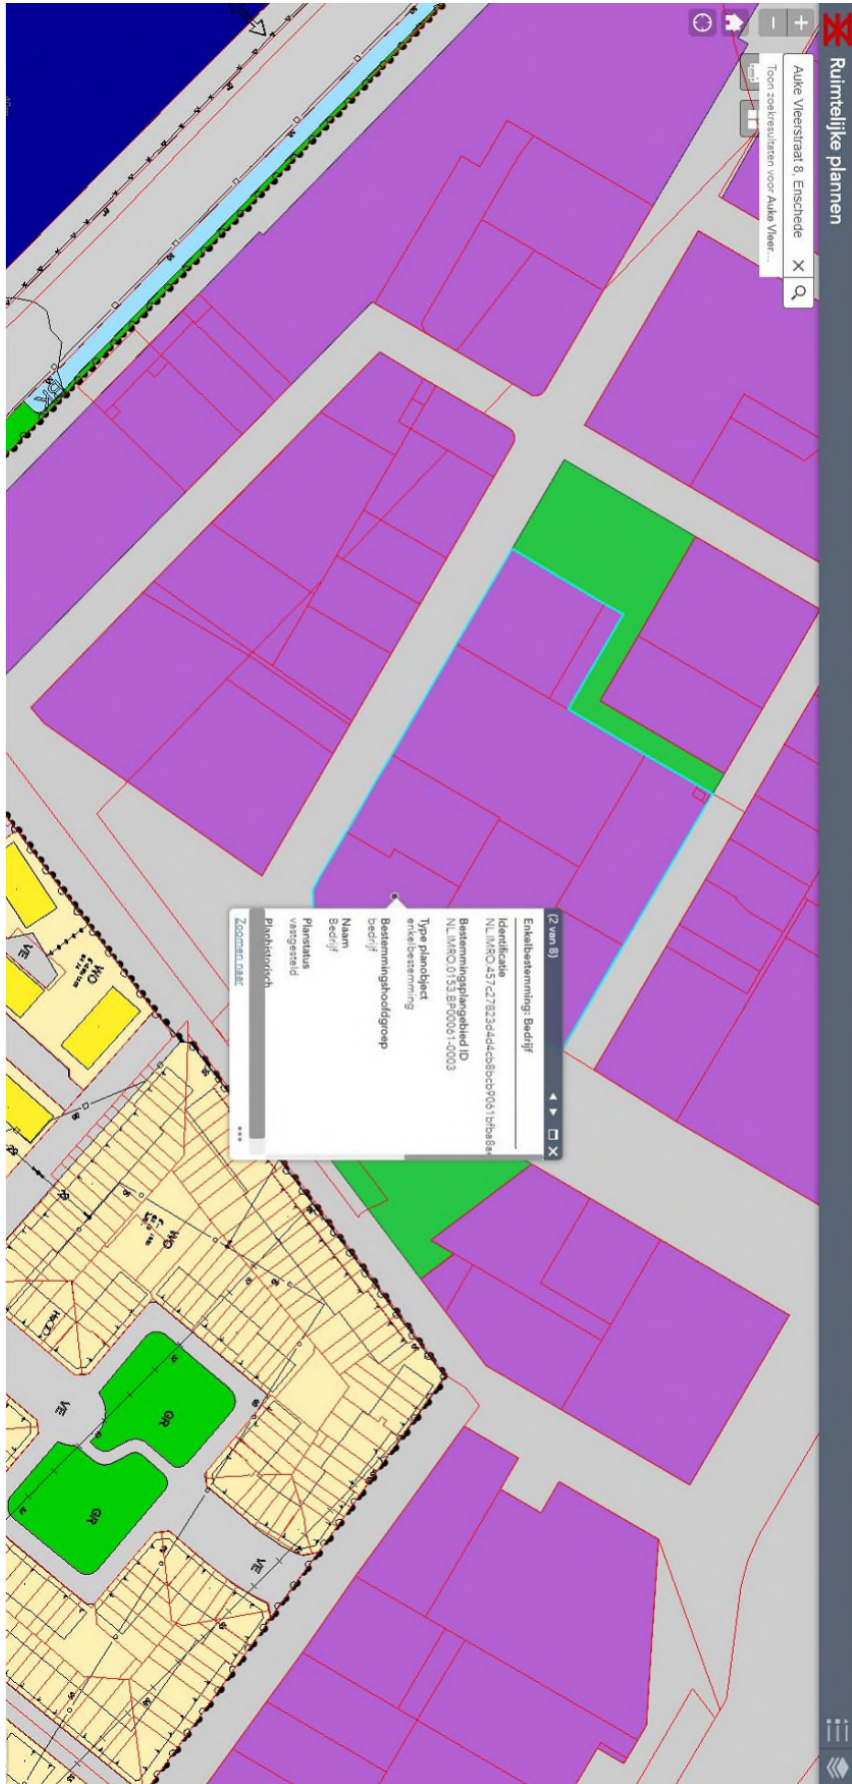 Ruimtelijke plannen
Auke Vleerstraat 8, Enschede
Toon zoekresultaten voor Auke Vleer...
(2 van 8)
Enkelbestemming: Bedrijf
Identificatie
Bestemmingsplangebied ID
NL.IMRO.0153.BP00061-0003
Type planobject
enkelbestemming
Bestemmingshoofdgroep
bedrijf
Naam
Bedrijf
Planstatus
vastgesteld
Planhistorisch
Zoomen naar
WO
VE
WO
VE
GR
GR
VE